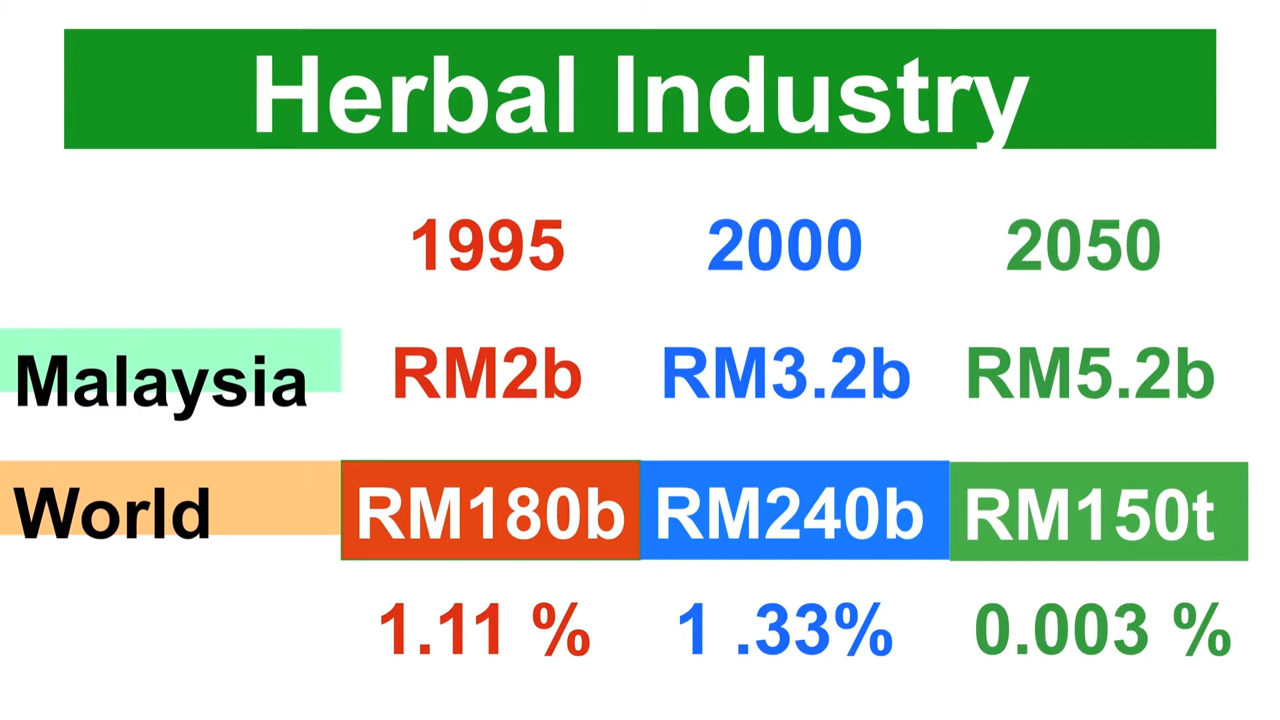 Herbal Industry
1995 2000 2050
Malaysia RM2b RM3.2b RM5.2b
World RM180b RM240b RM150t
1.11 % 1 .33% 0.003 %